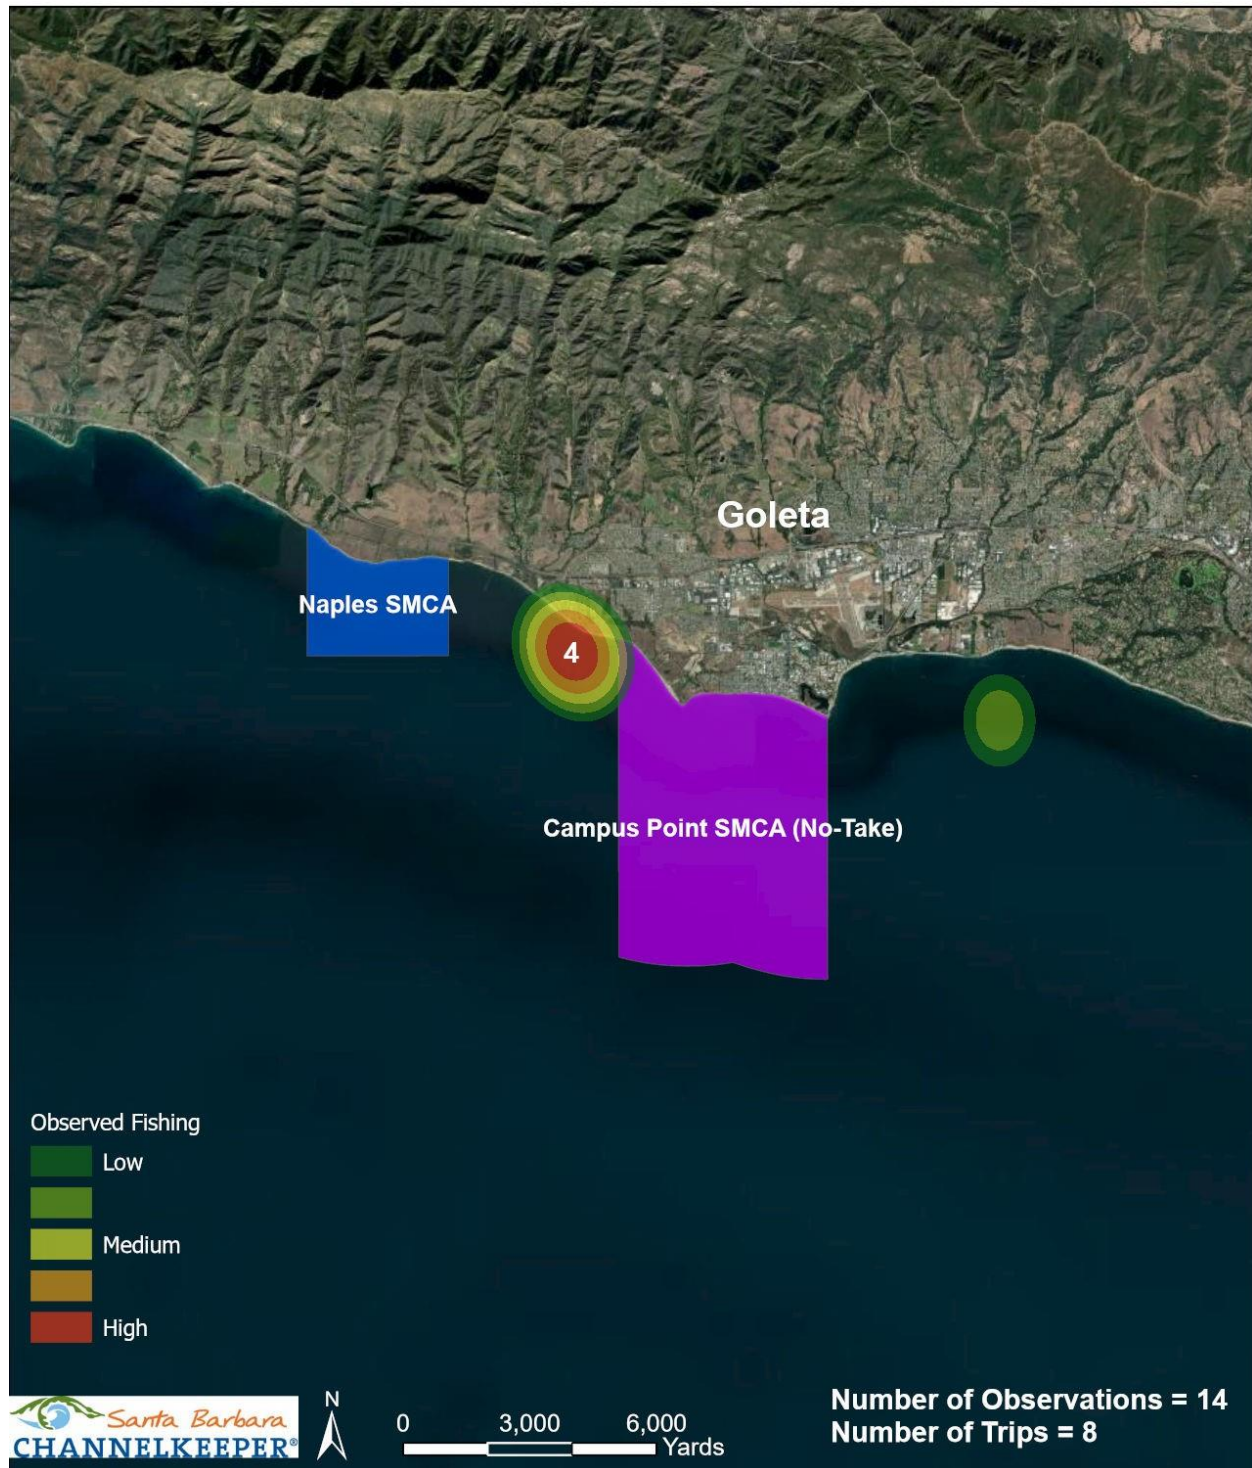 Goleta
Naples SMCA
4
Campus Point SMCA (No-Take)
Observed Fishing
Low
Medium
High
Santa Barbara
CHANNELKEEPER®
N
0 3,000 6,000
Yards
Number of Observations = 14
Number of Trips = 8